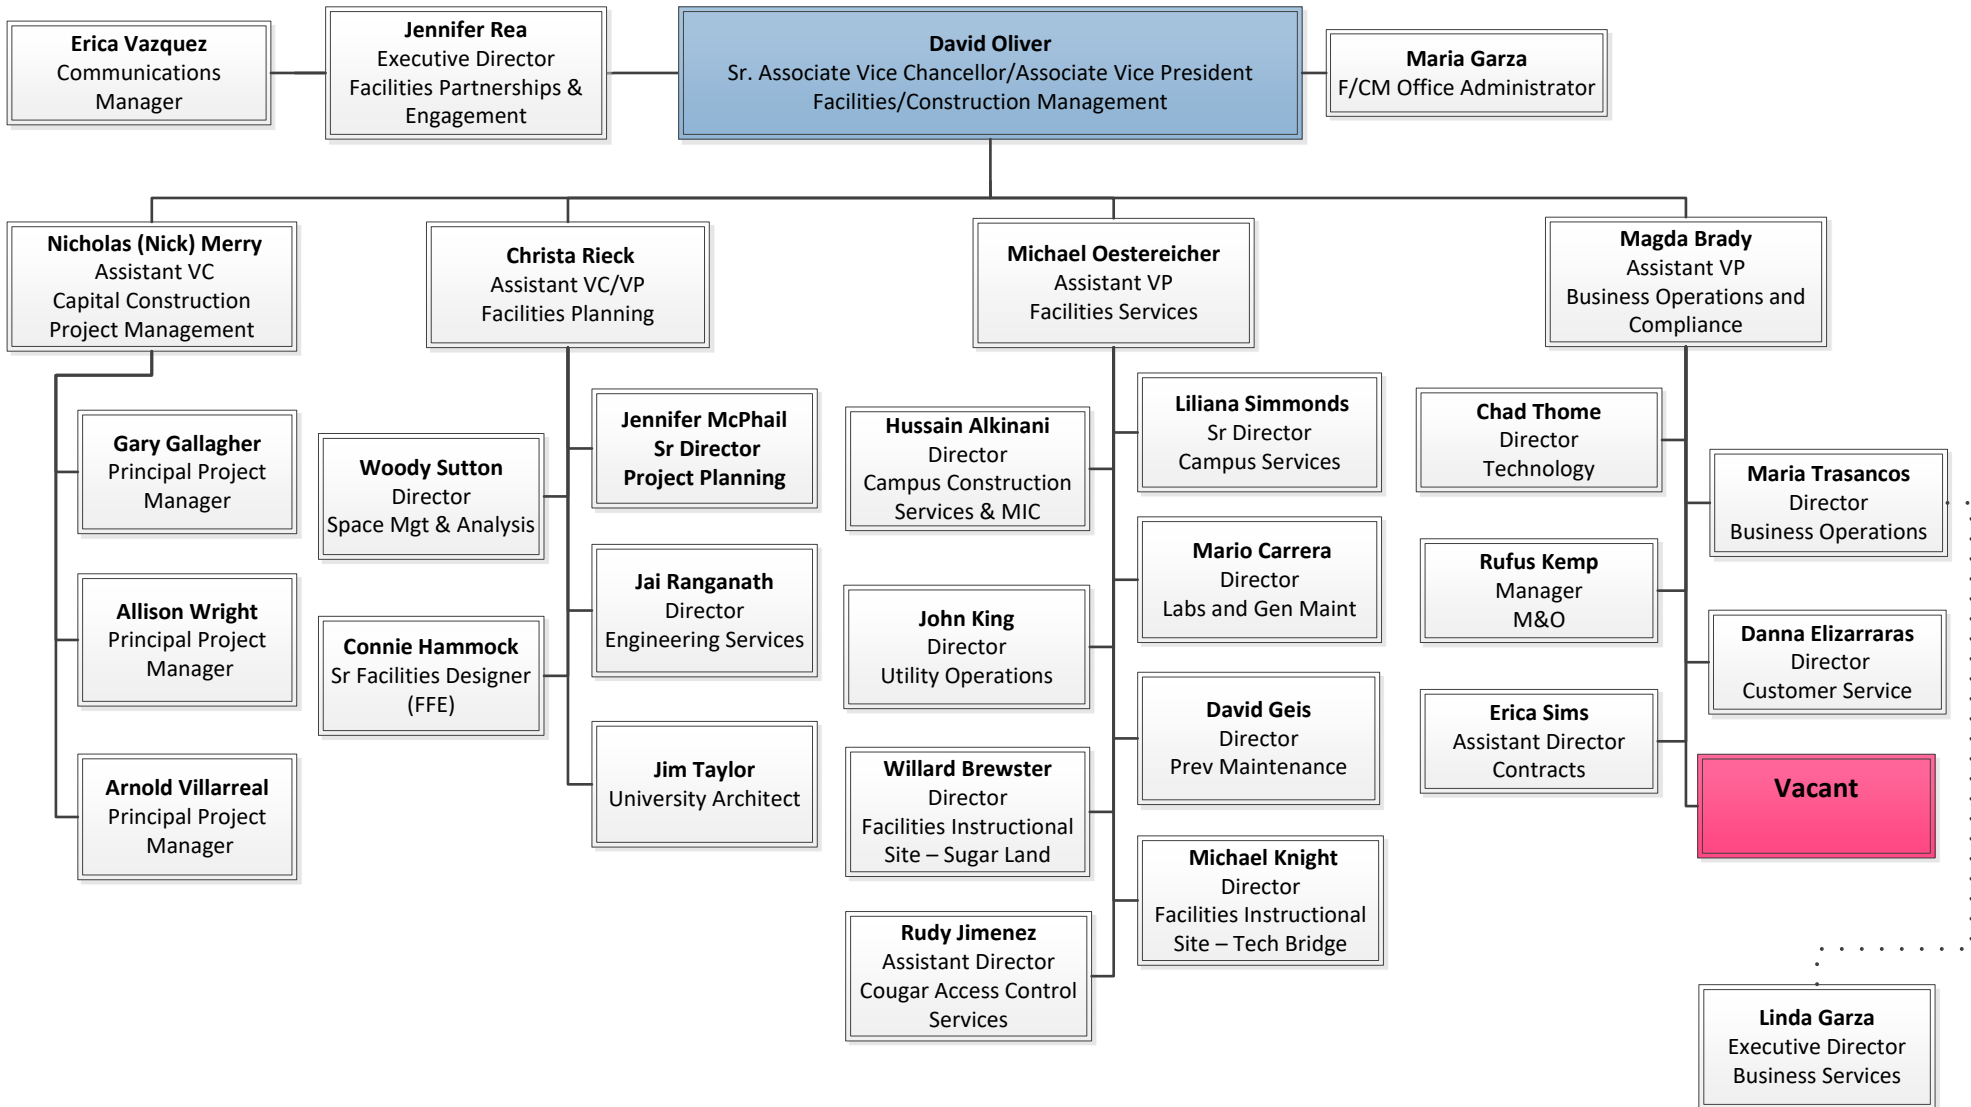 Erica Vazquez
Communications
Manager
Jennifer Rea
Executive Director
Facilities Partnerships &
Engagement
David Oliver
Sr. Associate Vice Chancellor/Associate Vice President
Facilities/Construction Management
Maria Garza
F/CM Office Administrator
Nicholas (Nick) Merry
Assistant VC
Capital Construction
Project Management
Christa Rieck
Assistant VC/VP
Facilities Planning
Michael Oestereicher
Assistant VP
Facilities Services
Magda Brady
Assistant VP
Business Operations and
Compliance
Gary Gallagher
Principal Project
Manager
Allison Wright
Principal Project
Manager
Arnold Villarreal
Principal Project
Manager
Woody Sutton
Director
Space Mgt & Analysis
Connie Hammock
Sr Facilities Designer
(FFE)
Jennifer McPhail
Sr Director
Project Planning
Jai Ranganath
Director
Engineering Services
Jim Taylor
University Architect
Hussain Alkinani
Director
Campus Construction
Services & MIC
John King
Director
Utility Operations
Willard Brewster
Director
Facilities Instructional
Site – Sugar Land
Rudy Jimenez
Assistant Director
Cougar Access Control
Services
Liliana Simmonds
Sr Director
Campus Services
Mario Carrera
Director
Labs and Gen Maint
David Geis
Director
Prev Maintenance
Michael Knight
Director
Facilities Instructional
Site – Tech Bridge
Chad Thome
Director
Technology
Rufus Kemp
Manager
M&O
Erica Sims
Assistant Director
Contracts
Maria Trasancos
Director
Business Operations
Danna Elizarraras
Director
Customer Service
Vacant
Linda Garza
Executive Director
Business Services